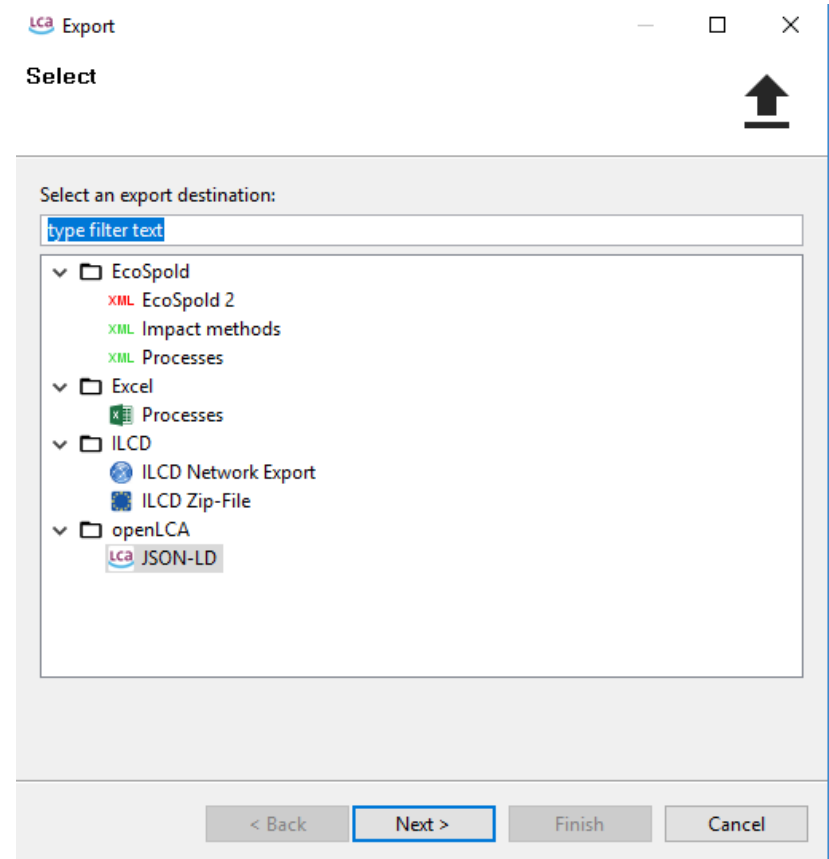 LCa Export
Select
Select an export destination:
type filter text
EcoSpold
XML EcoSpold 2
XML Impact methods
XML Processes
Excel
x Processes
ILCD
ILCD Network Export
ILCD Zip-File
openLCA
LCa JSON-LD
< Back Next > Finish Cancel